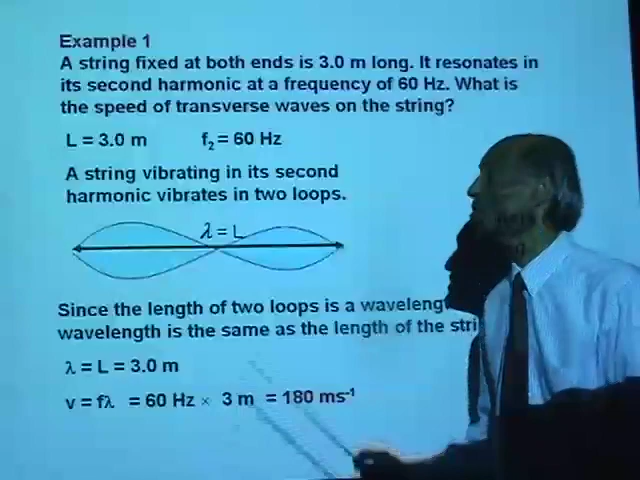 Example 1
A string fixed at both ends is 3.0 m long. It resonates in
its second harmonic at a frequency of 60 Hz. What is
the speed of transverse waves on the string?
L = 3.0 m f₂ = 60 Hz
A string vibrating in its second
harmonic vibrates in two loops.
λ = L
Since the length of two loops is a
wavelength is the same as the length of the
λ = L = 3.0 m
v = fλ = 60 Hz × 3 m = 180 ms⁻¹